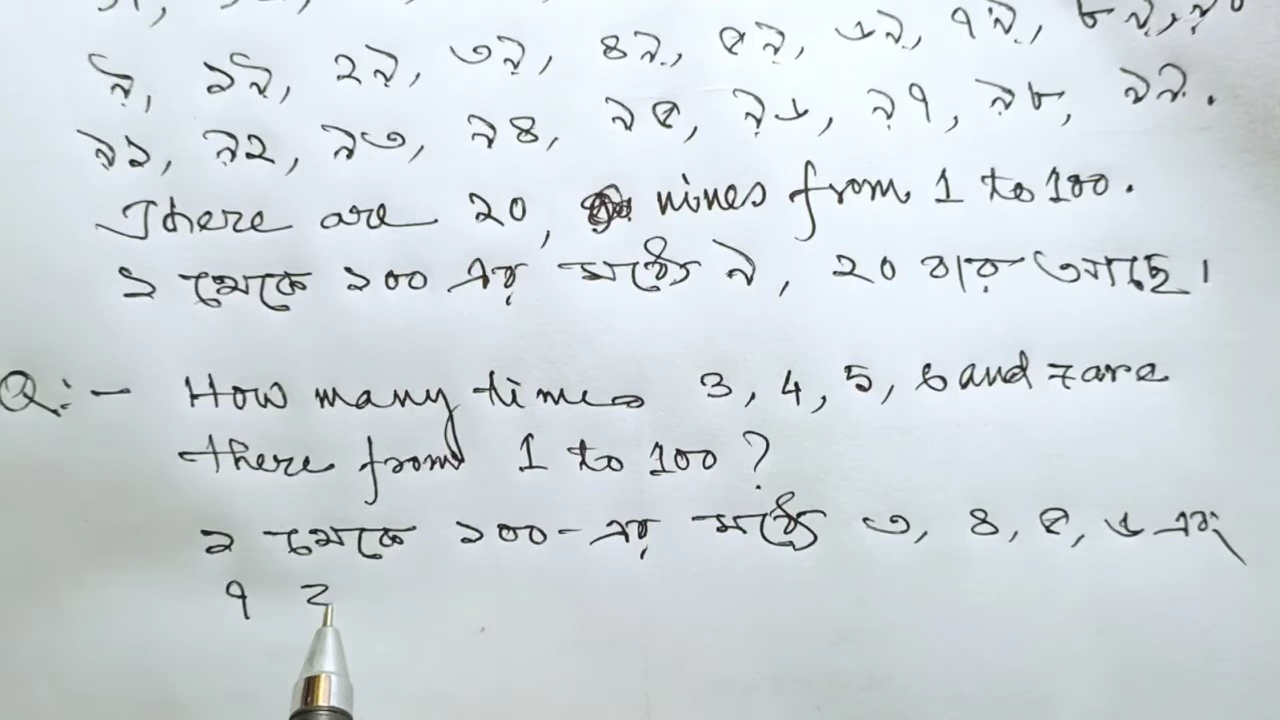 ৯, ১৯, ২৯, ৩৯, ৪৯, ৫৯, ৬৯, ৭৯, ৮৯,
৯১, ৯২, ৯৩, ৯৪, ৯৫, ৯৬, ৯৭, ৯৮, ৯৯.
There are 20, nines from 1 to 100.
১ থেকে ১০০ এর মধ্যে ৯, ২০ বার আছে।
Q:- How many times 3, 4, 5, 6 and 7 are
there from 1 to 100?
১ থেকে ১০০-এর মধ্যে ৩, ৪, ৫, ৬ এবং
৭